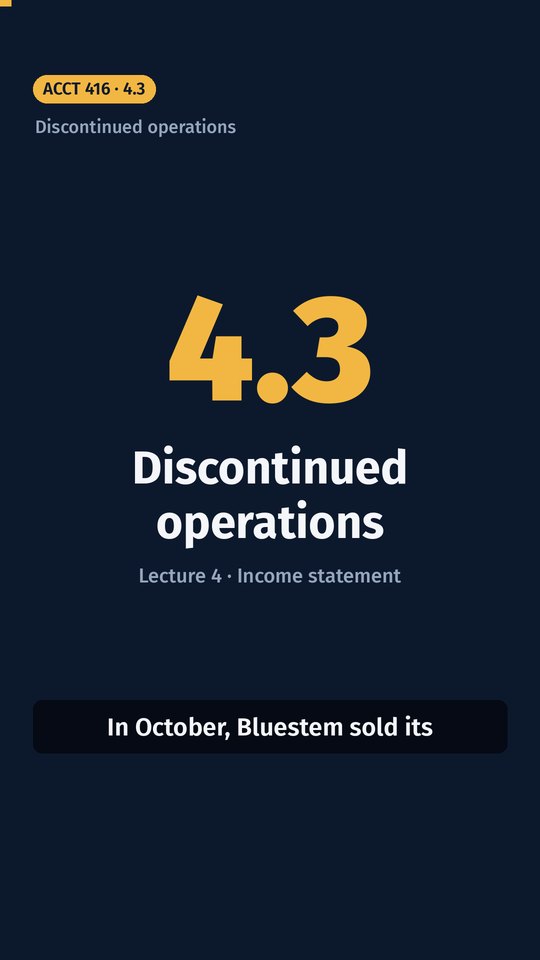 ACCT 416 · 4.3
Discontinued operations
4.3
Discontinued
operations
Lecture 4 · Income statement
In October, Bluestem sold its